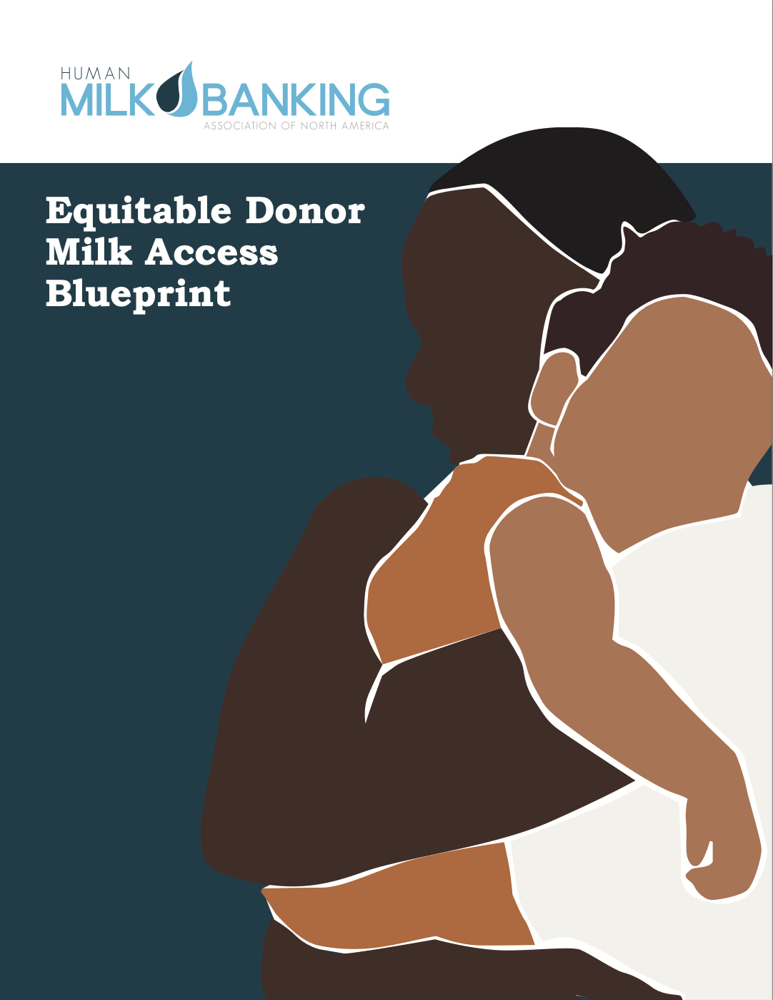 HUMAN
MILK BANKING
ASSOCIATION OF NORTH AMERICA
Equitable Donor
Milk Access
Blueprint